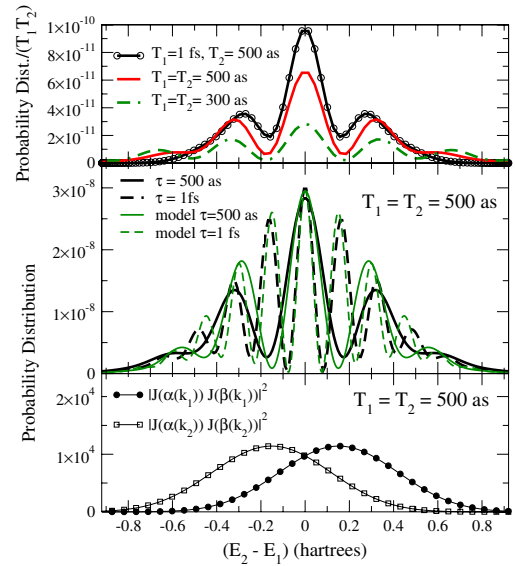 Probability Dist./(T₁T₂)
1×10⁻¹⁰
8×10⁻¹¹
6×10⁻¹¹
4×10⁻¹¹
2×10⁻¹¹
0
T₁=1 fs, T₂= 500 as
T₁=T₂= 500 as
T₁=T₂= 300 as
Probability Distribution
3×10⁻⁸
2×10⁻⁸
1×10⁻⁸
0
τ = 500 as
τ = 1fs
model τ=500 as
model τ=1 fs
T₁ = T₂ = 500 as
2×10⁴
1×10⁴
0
|J(α(k₁)) J(β(k₁))|²
|J(α(k₂)) J(β(k₂))|²
T₁ = T₂ = 500 as
-0.8 -0.6 -0.4 -0.2 0 0.2 0.4 0.6 0.8
(E₂ - E₁) (hartrees)